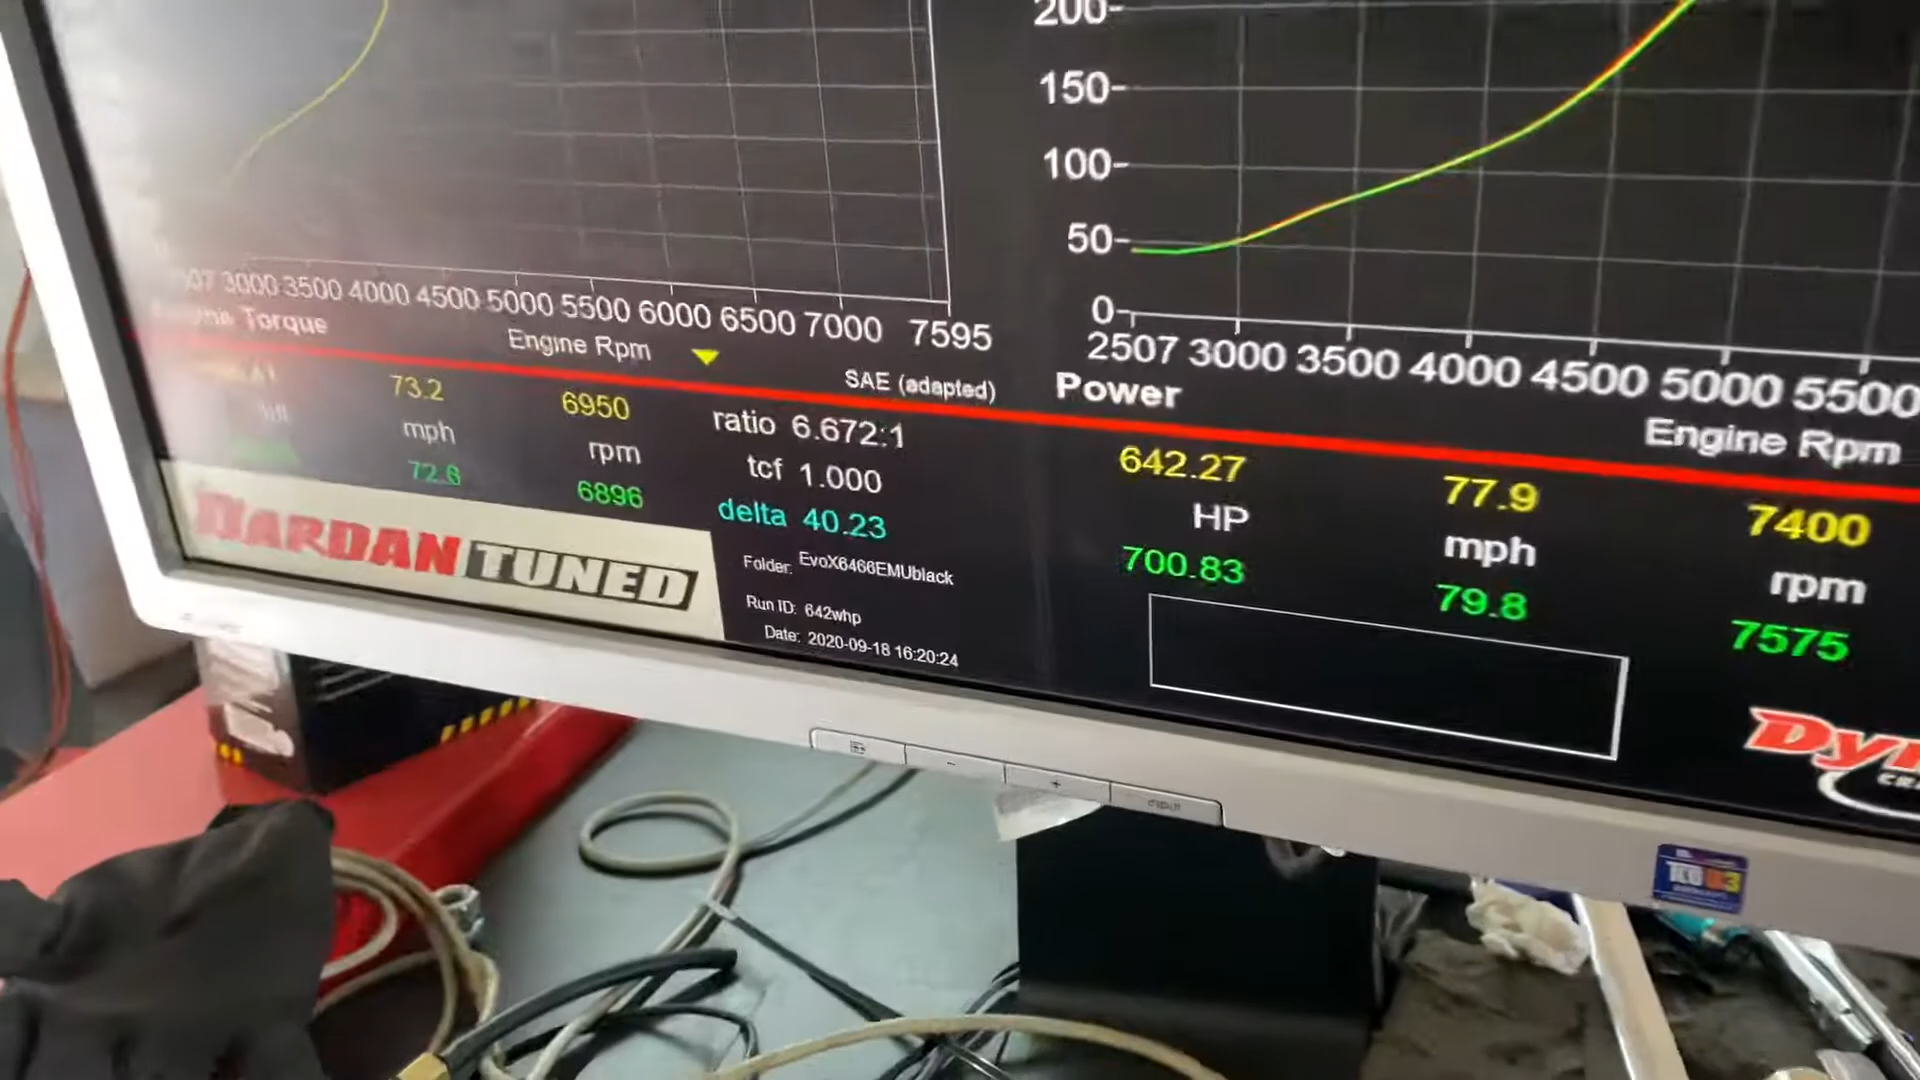 200-
150-
100-
50-
0-
3000 3500 4000 4500 5000 5500 6000 6500 7000 7595
Torque
Engine Rpm
SAE (adapted)
73.2
mph
72.6
6950
rpm
6896
ratio 6.672:1
tcf 1.000
delta 40.23
DARDAN TUNED
Folder: EvoX6466EMUblack
Run ID: 642whp
Date: 2020-09-18 16:20:24
2507 3000 3500 4000 4500 5000 5500
Power
Engine Rpm
642.27
HP
700.83
77.9
mph
79.8
7400
rpm
7575